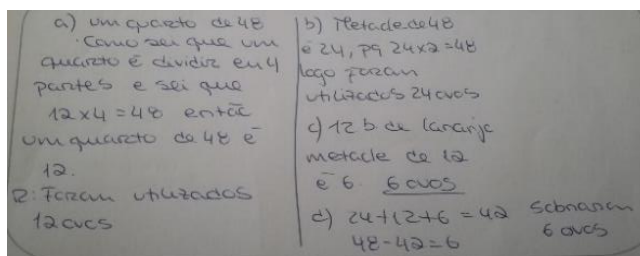 a) um quarto de 48
Como sei que um
quarto é dividir em 4
partes e sei que
12x4=48 então
um quarto de 48 é
12.
R: Foram utilizados
12 ovos
b) Metade de 48
é 24, pq 24x2=48
logo foram
utilizados 24 ovos
c) 12 b. de laranja
metade de 12
é 6. 6 ovos
d) 24+12+6=42 sobraram
48-42=6 6 ovos